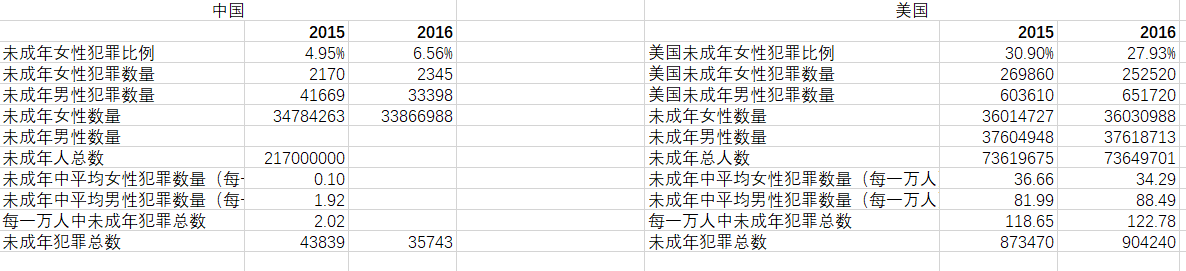 中国 美国
2015 2016 2015 2016
未成年女性犯罪比例 4.95% 6.56% 美国未成年女性犯罪比例 30.90% 27.93%
未成年女性犯罪数量 2170 2345 美国未成年女性犯罪数量 269860 252520
未成年男性犯罪数量 41669 33398 美国未成年男性犯罪数量 603610 651720
未成年女性数量 34784263 33866988 未成年女性数量 36014727 36030988
未成年男性数量 未成年男性数量 37604948 37618713
未成年人总数 217000000 未成年总人数 73619675 73649701
未成年中平均女性犯罪数量（每一 0.10 未成年中平均女性犯罪数量（每一万人 36.66 34.29
未成年中平均男性犯罪数量（每一 1.92 未成年中平均男性犯罪数量（每一万人 81.99 88.49
每一万人中未成年犯罪总数 2.02 每一万人中未成年犯罪总数 118.65 122.78
未成年犯罪总数 43839 35743 未成年犯罪总数 873470 904240